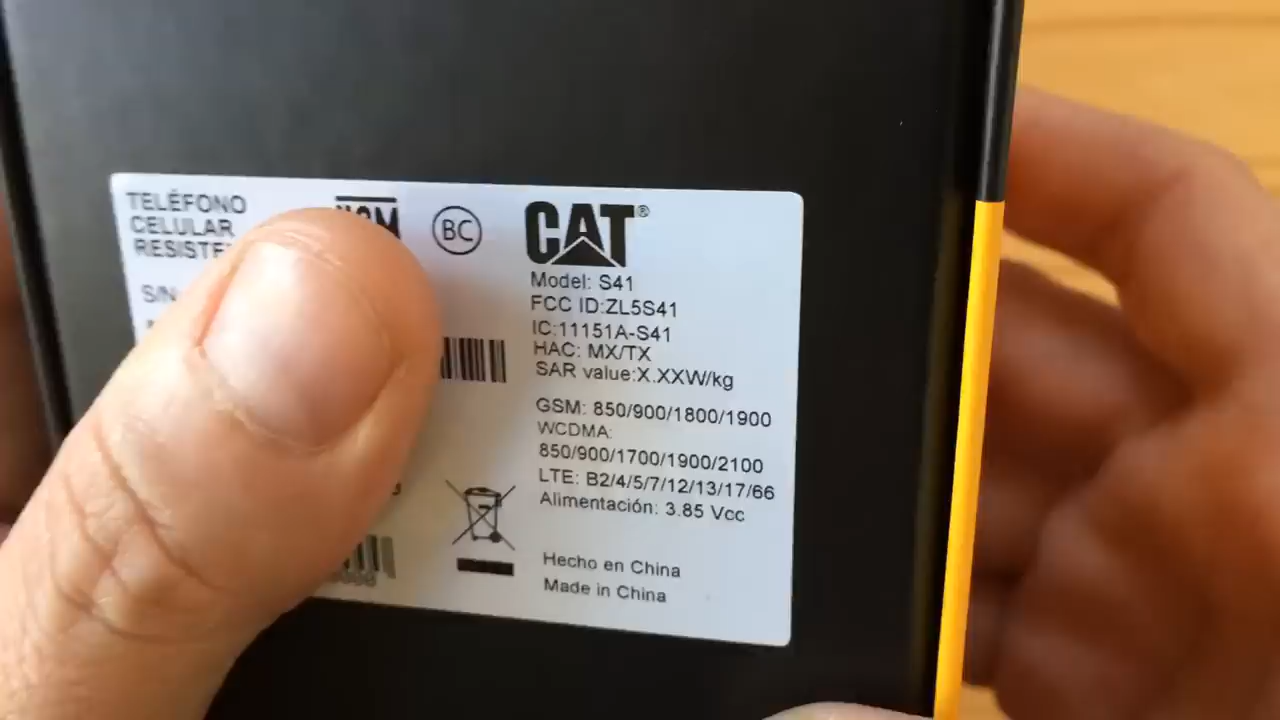 TELÉFONO
CELULAR
S/N
BC
CAT®
Model: S41
FCC ID:ZL5S41
IC:11151A-S41
HAC: MX/TX
SAR value:X.XXW/kg
GSM: 850/900/1800/1900
WCDMA:
850/900/1700/1900/2100
LTE: B2/4/5/7/12/13/17/66
Alimentación: 3.85 Vcc
Hecho en China
Made in China